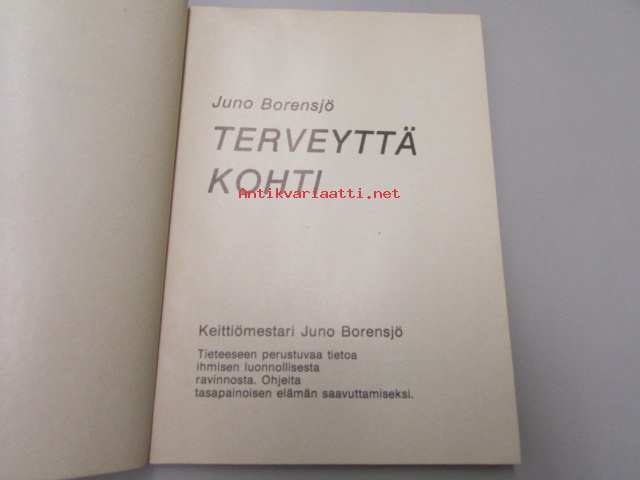 Juno Borensjö
TERVEYTTÄ
KOHTI
Antikvariaatti.net
Keittiömestari Juno Borensjö
Tieteeseen perustuvaa tietoa
ihmisen luonnollisesta
ravinnosta. Ohjeita
tasapainoisen elämän saavuttamiseksi.